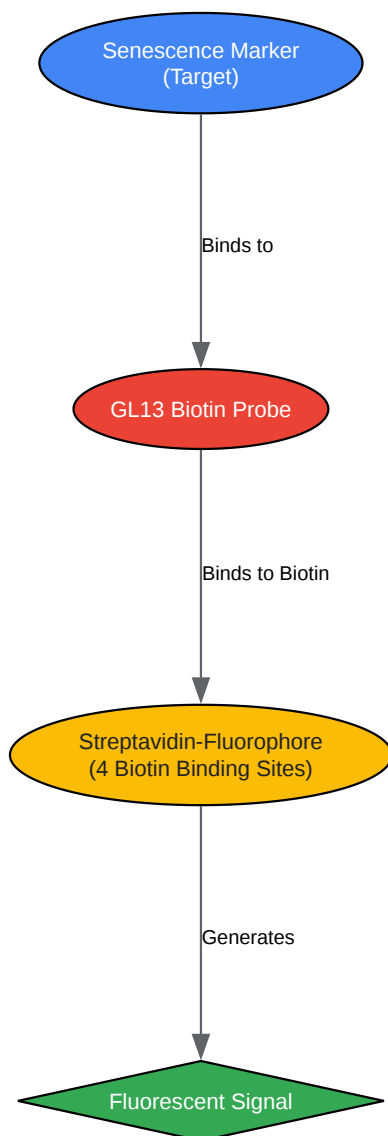 Senescence Marker
(Target)
Binds to
GL13 Biotin Probe
Binds to Biotin
Streptavidin-Fluorophore
(4 Biotin Binding Sites)
Generates
Fluorescent Signal